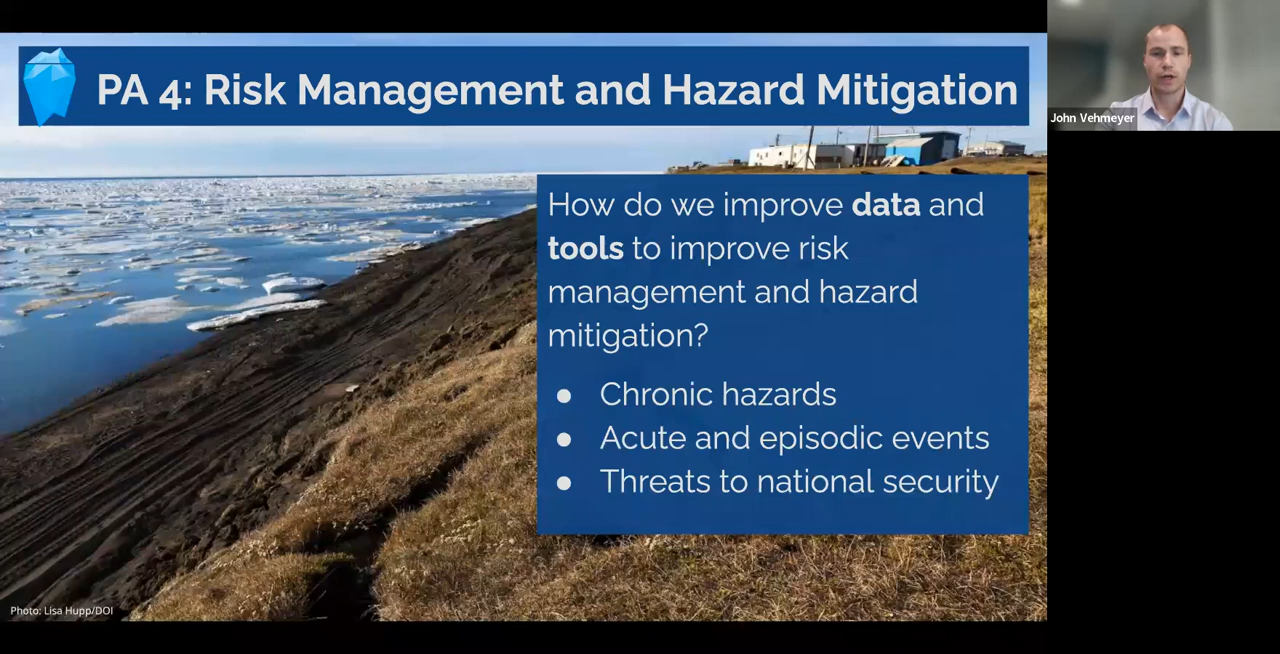 PA 4: Risk Management and Hazard Mitigation
John Vehmeyer
How do we improve data and
tools to improve risk
management and hazard
mitigation?
● Chronic hazards
● Acute and episodic events
● Threats to national security
Photo: Lisa Hupp/DOI